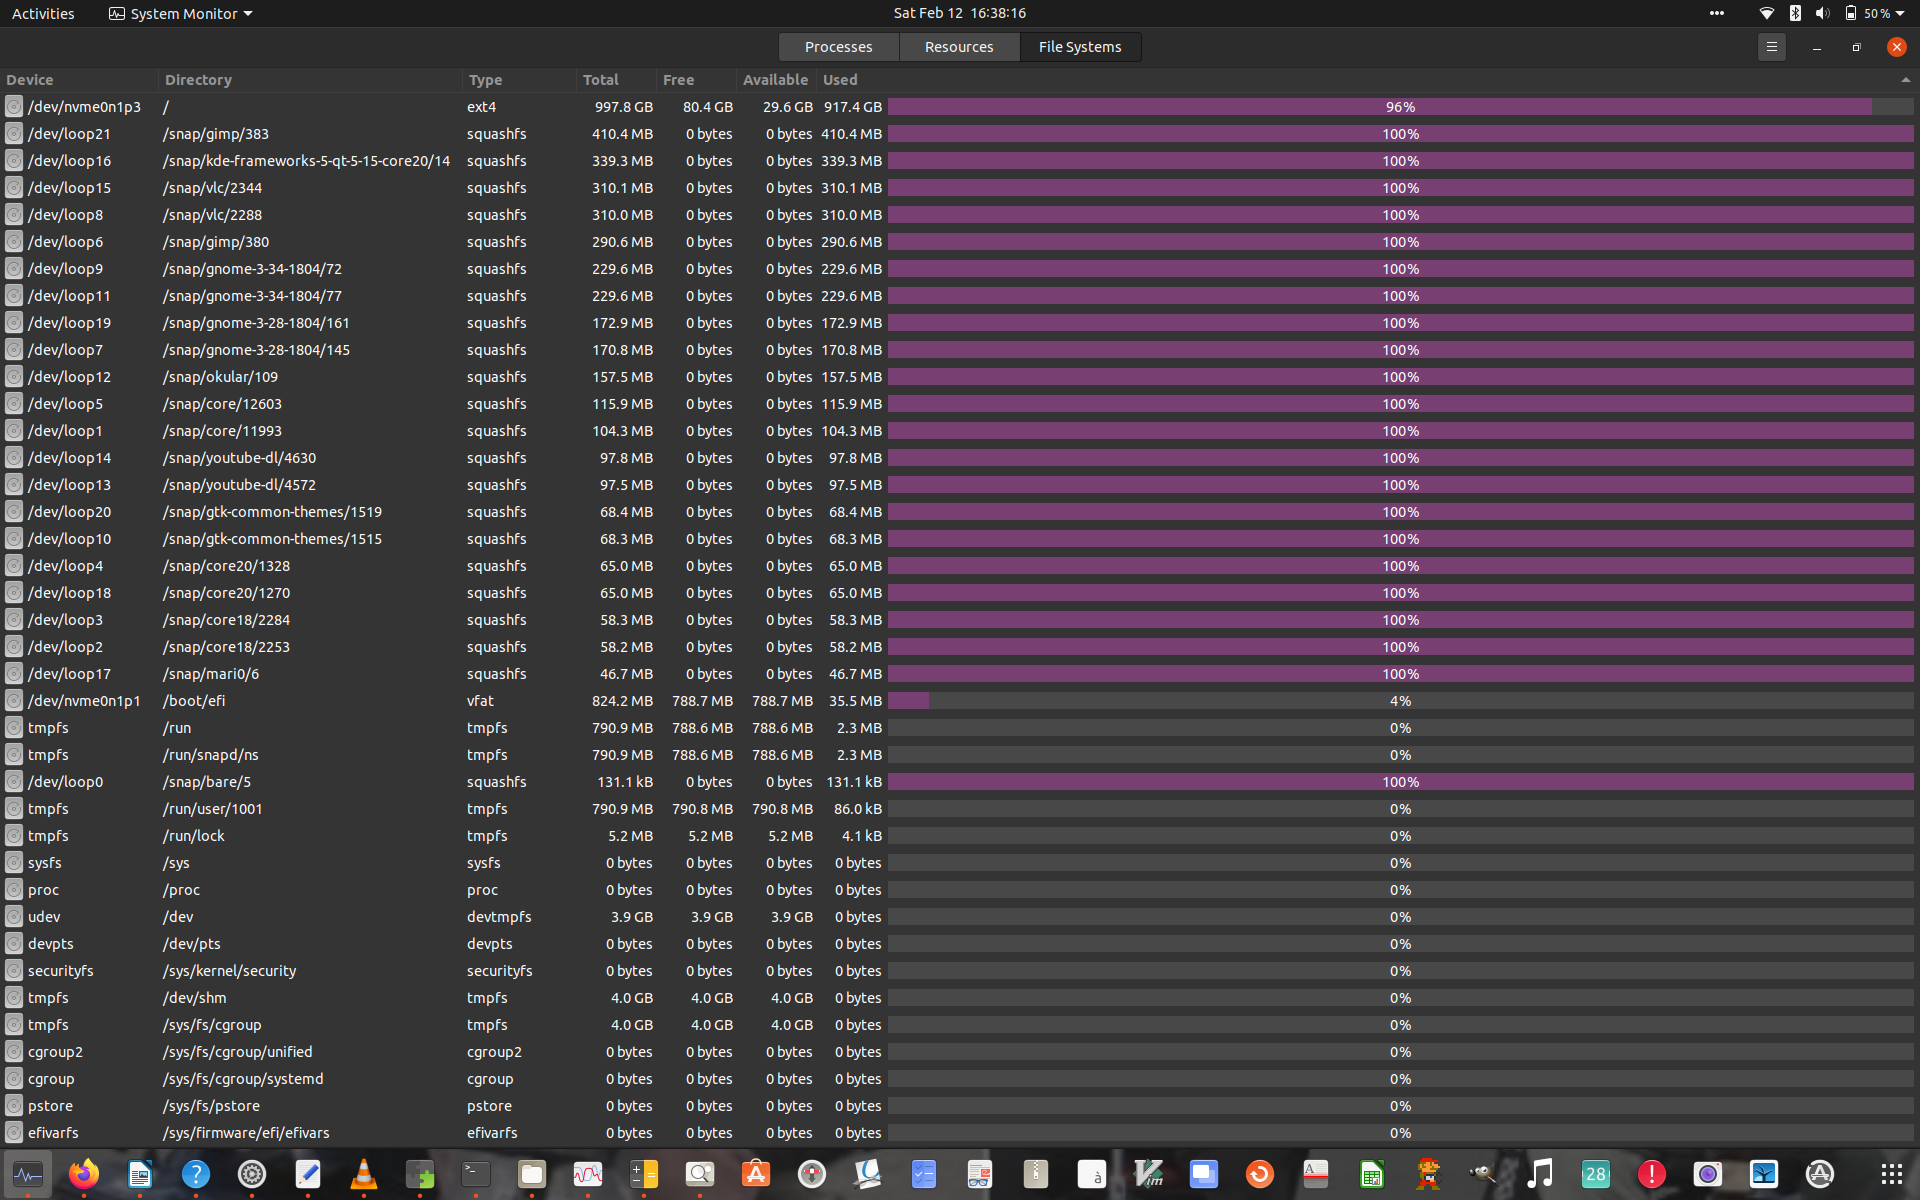 Activities System Monitor Sat Feb 12 16:38:16 50%
Processes Resources File Systems
Device Directory Type Total Free Available Used
/dev/nvme0n1p3 / ext4 997.8 GB 80.4 GB 29.6 GB 917.4 GB 96%
/dev/loop21 /snap/gimp/383 squashfs 410.4 MB 0 bytes 0 bytes 410.4 MB 100%
/dev/loop16 /snap/kde-frameworks-5-qt-5-15-core20/14 squashfs 339.3 MB 0 bytes 0 bytes 339.3 MB 100%
/dev/loop15 /snap/vlc/2344 squashfs 310.1 MB 0 bytes 0 bytes 310.1 MB 100%
/dev/loop8 /snap/vlc/2288 squashfs 310.0 MB 0 bytes 0 bytes 310.0 MB 100%
/dev/loop6 /snap/gimp/380 squashfs 290.6 MB 0 bytes 0 bytes 290.6 MB 100%
/dev/loop9 /snap/gnome-3-34-1804/72 squashfs 229.6 MB 0 bytes 0 bytes 229.6 MB 100%
/dev/loop11 /snap/gnome-3-34-1804/77 squashfs 229.6 MB 0 bytes 0 bytes 229.6 MB 100%
/dev/loop19 /snap/gnome-3-28-1804/161 squashfs 172.9 MB 0 bytes 0 bytes 172.9 MB 100%
/dev/loop7 /snap/gnome-3-28-1804/145 squashfs 170.8 MB 0 bytes 0 bytes 170.8 MB 100%
/dev/loop12 /snap/okular/109 squashfs 157.5 MB 0 bytes 0 bytes 157.5 MB 100%
/dev/loop5 /snap/core/12603 squashfs 115.9 MB 0 bytes 0 bytes 115.9 MB 100%
/dev/loop1 /snap/core/11993 squashfs 104.3 MB 0 bytes 0 bytes 104.3 MB 100%
/dev/loop14 /snap/youtube-dl/4630 squashfs 97.8 MB 0 bytes 0 bytes 97.8 MB 100%
/dev/loop13 /snap/youtube-dl/4572 squashfs 97.5 MB 0 bytes 0 bytes 97.5 MB 100%
/dev/loop20 /snap/gtk-common-themes/1519 squashfs 68.4 MB 0 bytes 0 bytes 68.4 MB 100%
/dev/loop10 /snap/gtk-common-themes/1515 squashfs 68.3 MB 0 bytes 0 bytes 68.3 MB 100%
/dev/loop4 /snap/core20/1328 squashfs 65.0 MB 0 bytes 0 bytes 65.0 MB 100%
/dev/loop18 /snap/core20/1270 squashfs 65.0 MB 0 bytes 0 bytes 65.0 MB 100%
/dev/loop3 /snap/core18/2284 squashfs 58.3 MB 0 bytes 0 bytes 58.3 MB 100%
/dev/loop2 /snap/core18/2253 squashfs 58.2 MB 0 bytes 0 bytes 58.2 MB 100%
/dev/loop17 /snap/mari0/6 squashfs 46.7 MB 0 bytes 0 bytes 46.7 MB 100%
/dev/nvme0n1p1 /boot/efi vfat 824.2 MB 788.7 MB 788.7 MB 35.5 MB 4%
tmpfs /run tmpfs 790.9 MB 788.6 MB 788.6 MB 2.3 MB 0%
tmpfs /run/snapd/ns tmpfs 790.9 MB 788.6 MB 788.6 MB 2.3 MB 0%
/dev/loop0 /snap/bare/5 squashfs 131.1 kB 0 bytes 0 bytes 131.1 kB 100%
tmpfs /run/user/1001 tmpfs 790.9 MB 790.8 MB 790.8 MB 86.0 kB 0%
tmpfs /run/lock tmpfs 5.2 MB 5.2 MB 5.2 MB 4.1 kB 0%
sysfs /sys sysfs 0 bytes 0 bytes 0 bytes 0 bytes 0%
proc /proc proc 0 bytes 0 bytes 0 bytes 0 bytes 0%
udev /dev devtmpfs 3.9 GB 3.9 GB 3.9 GB 0 bytes 0%
devpts /dev/pts devpts 0 bytes 0 bytes 0 bytes 0 bytes 0%
securityfs /sys/kernel/security securityfs 0 bytes 0 bytes 0 bytes 0 bytes 0%
tmpfs /dev/shm tmpfs 4.0 GB 4.0 GB 4.0 GB 0 bytes 0%
tmpfs /sys/fs/cgroup tmpfs 4.0 GB 4.0 GB 4.0 GB 0 bytes 0%
cgroup2 /sys/fs/cgroup/unified cgroup2 0 bytes 0 bytes 0 bytes 0 bytes 0%
cgroup /sys/fs/cgroup/systemd cgroup 0 bytes 0 bytes 0 bytes 0 bytes 0%
pstore /sys/fs/pstore pstore 0 bytes 0 bytes 0 bytes 0 bytes 0%
efivarfs /sys/firmware/efi/efivars efivarfs 0 bytes 0 bytes 0 bytes 0 bytes 0%
? >_ à Vim A 28 !